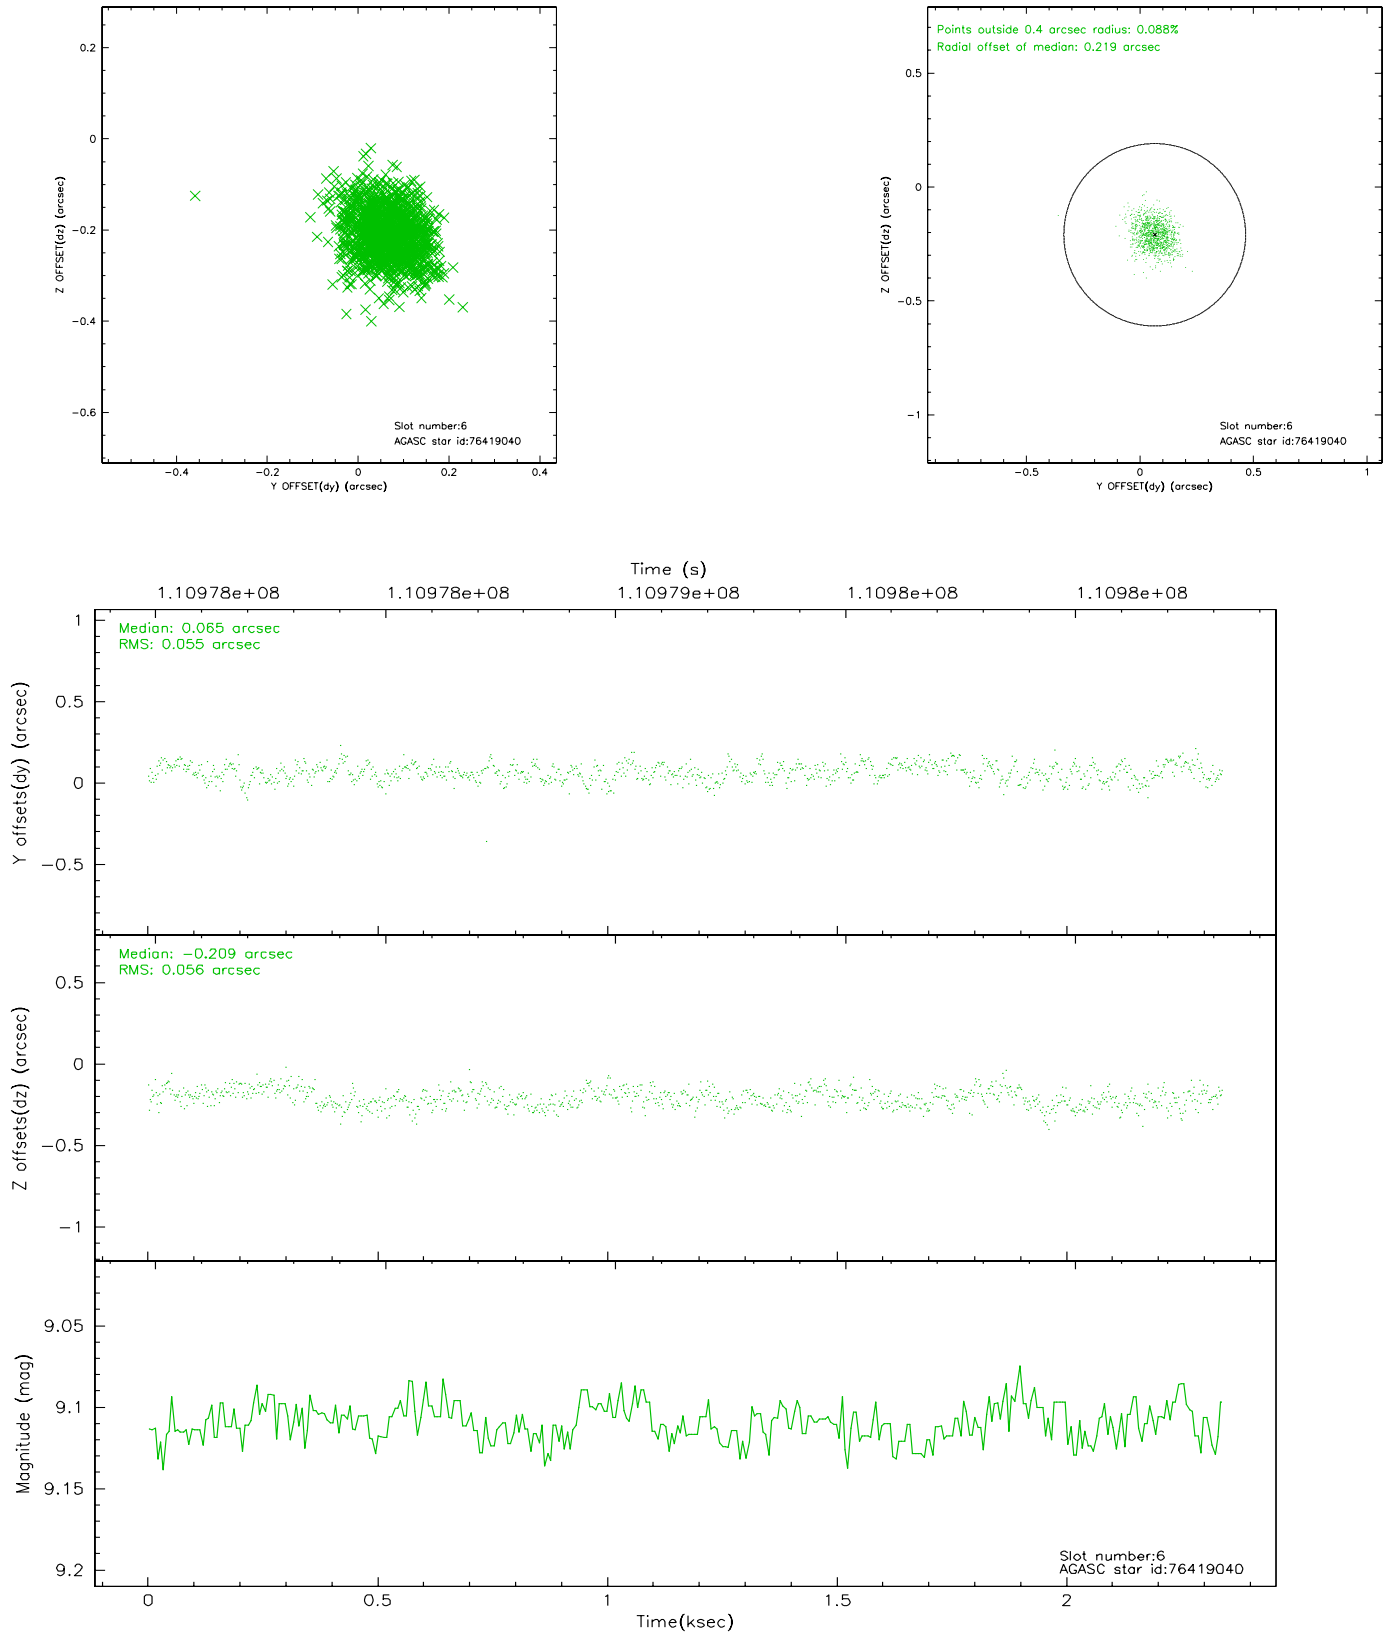 0.2
0
−0.2
−0.4
−0.6
Z OFFSET(dz) (arcsec)
Slot number:6
AGASC star id:76419040
−0.4 −0.2 0 0.2 0.4
Y OFFSET(dy) (arcsec)
Points outside 0.4 arcsec radius: 0.088%
Radial offset of median: 0.219 arcsec
0.5
0
−0.5
−1
Z OFFSET(dz) (arcsec)
Slot number:6
AGASC star id:76419040
−0.5 0 0.5 1
Y OFFSET(dy) (arcsec)
Time (s)
1.10978e+08 1.10978e+08 1.10979e+08 1.1098e+08 1.1098e+08
Median: 0.065 arcsec
RMS: 0.055 arcsec
1
0.5
0
−0.5
Y offsets(dy) (arcsec)
Median: −0.209 arcsec
RMS: 0.056 arcsec
0.5
0
−0.5
−1
Z offsets(dz) (arcsec)
9.05
9.1
9.15
9.2
Magnitude (mag)
Slot number:6
AGASC star id:76419040
0 0.5 1 1.5 2
Time(ksec)